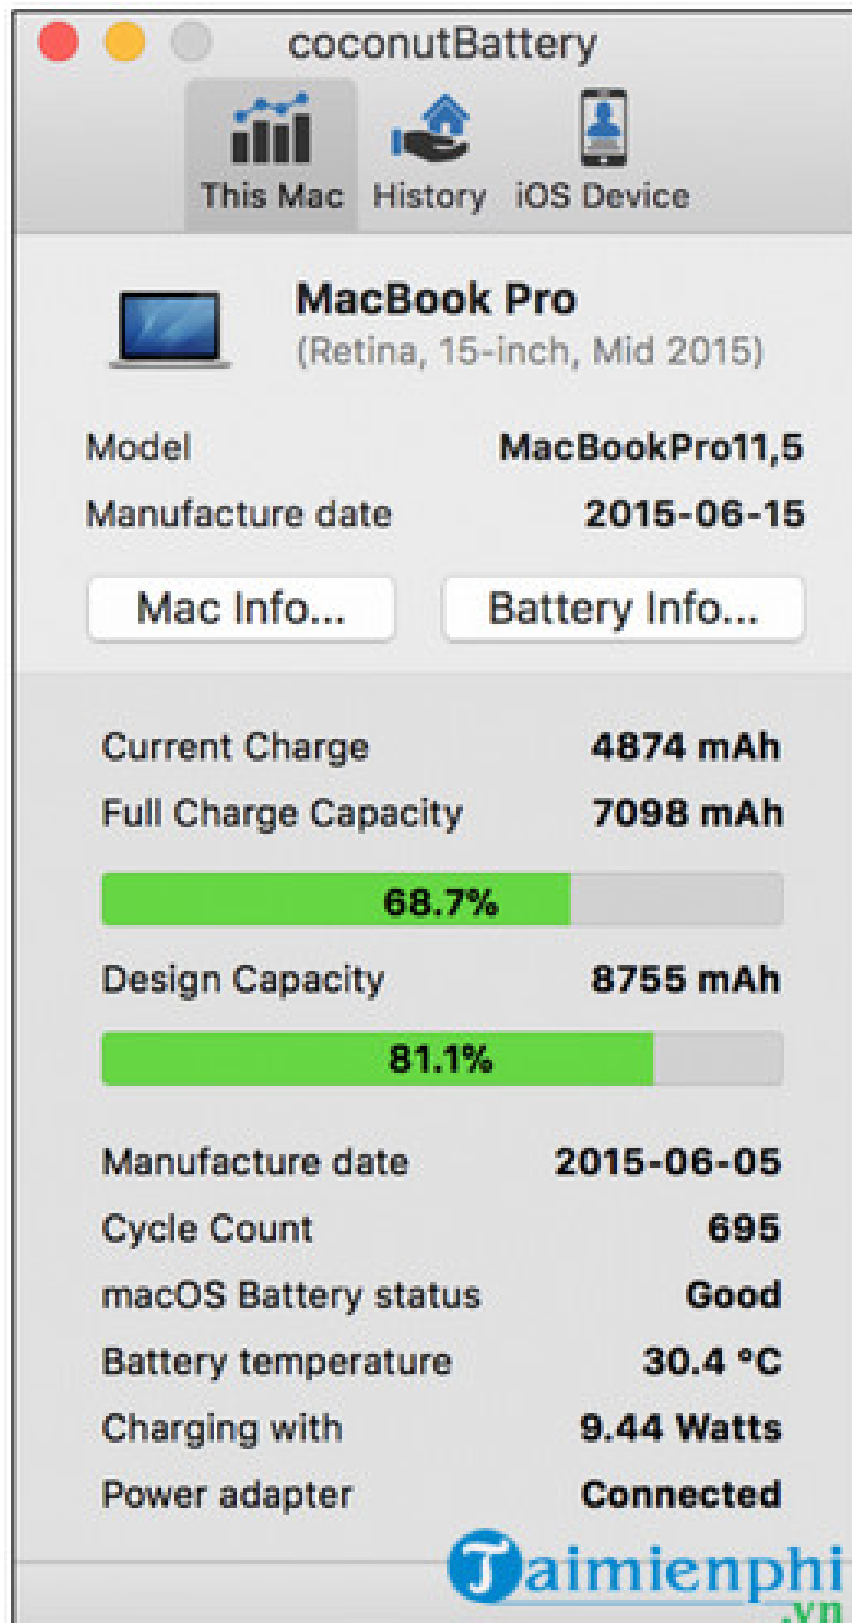 coconutBattery
This Mac History iOS Device
MacBook Pro
(Retina, 15-inch, Mid 2015)
Model MacBookPro11,5
Manufacture date 2015-06-15
Mac Info... Battery Info...
Current Charge 4874 mAh
Full Charge Capacity 7098 mAh
68.7%
Design Capacity 8755 mAh
81.1%
Manufacture date 2015-06-05
Cycle Count 695
macOS Battery status Good
Battery temperature 30.4 °C
Charging with 9.44 Watts
Power adapter Connected
Taimienphi
.vn